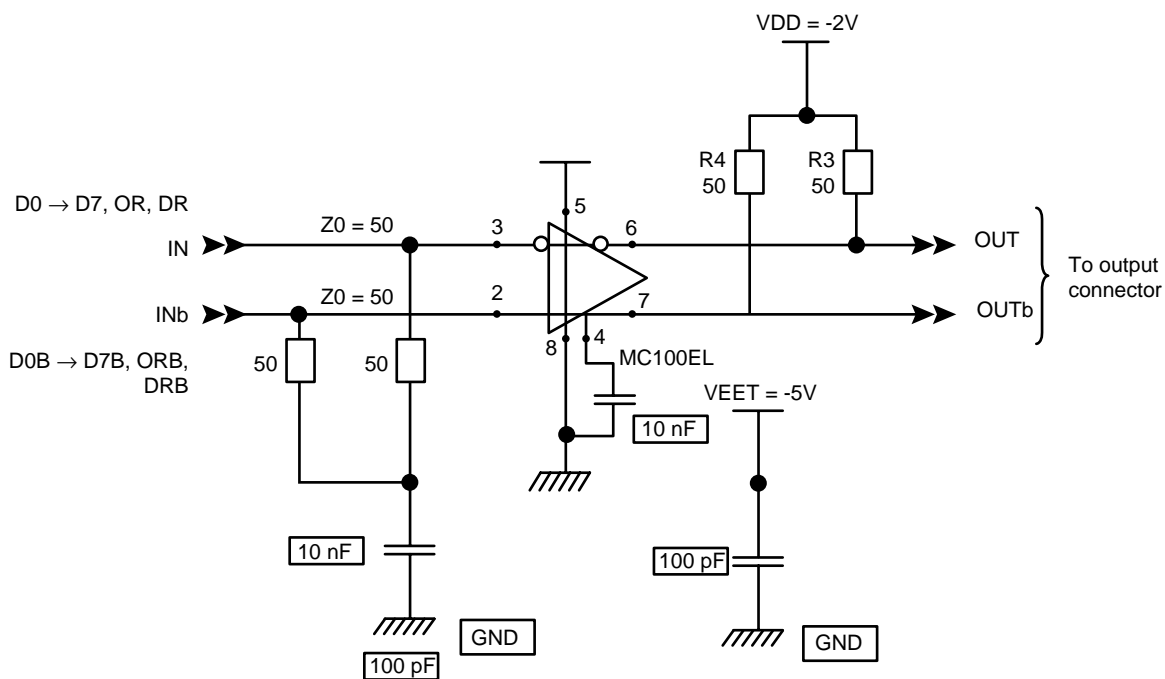 VDD = -2V
R4
50
R3
50
5
D0 → D7, OR, DR
Z0 = 50
3
6
IN
OUT
To output
connector
Z0 = 50
2
7
INb
OUTb
8
4
MC100EL
D0B → D7B, ORB,
DRB
50
50
VEET = -5V
10 nF
10 nF
100 pF
GND
GND
100 pF